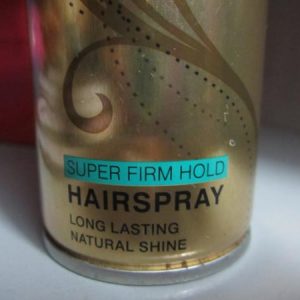 SUPER FIRM HOLD
HAIRSPRAY
LONG LASTING
NATURAL SHINE